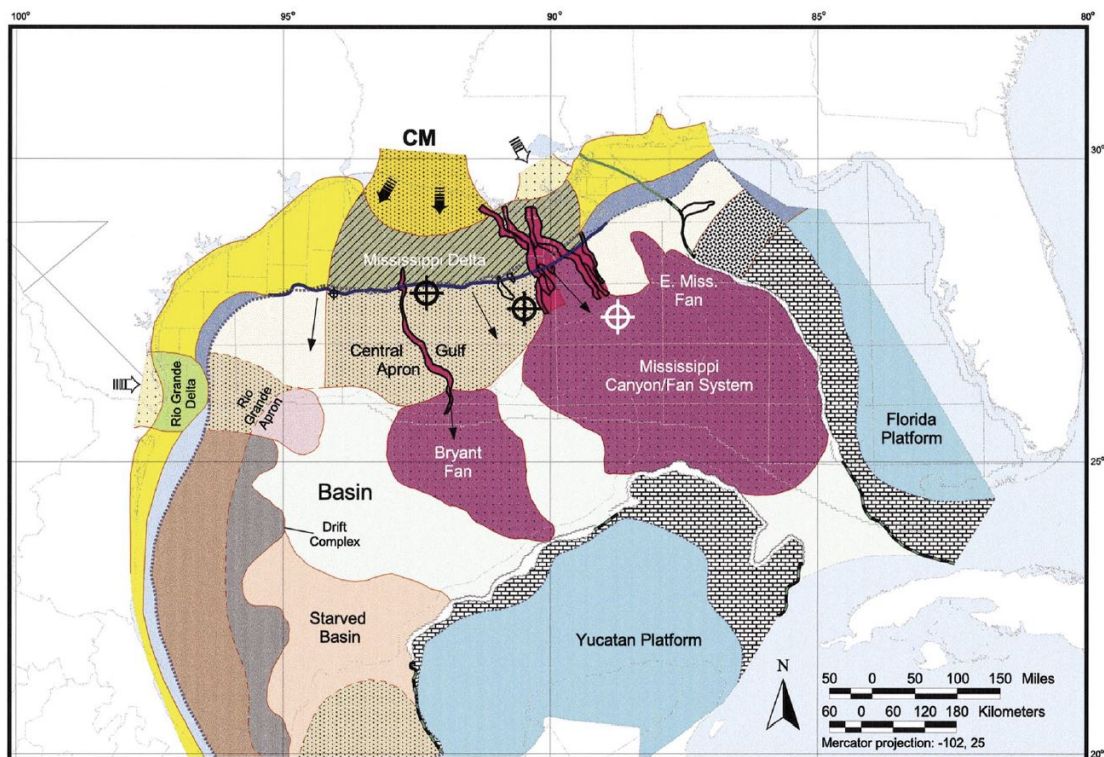 100°
95°
90°
85°
80°
CM
30°
Mississippi Delta
E. Miss.
Fan
Central Gulf
Apron
Mississippi
Canyon/Fan System
Rio Grande
Delta
Rio
Grande
Apron
Florida
Platform
Bryant
Fan
25°
Basin
Drift
Complex
Starved
Basin
Yucatan Platform
N
50 0 50 100 150 Miles
60 0 60 120 180 Kilometers
Mercator projection: -102, 25
20°